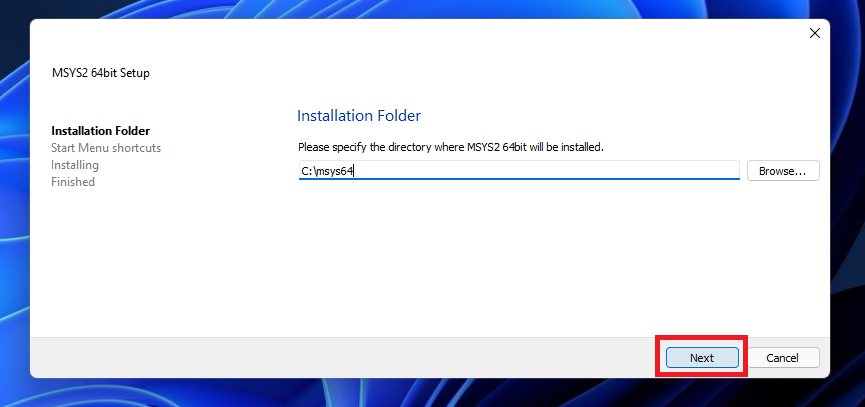 MSYS2 64bit Setup
Installation Folder
Start Menu shortcuts
Installing
Finished
Installation Folder
Please specify the directory where MSYS2 64bit will be installed.
C:\msys64
Browse...
Next
Cancel